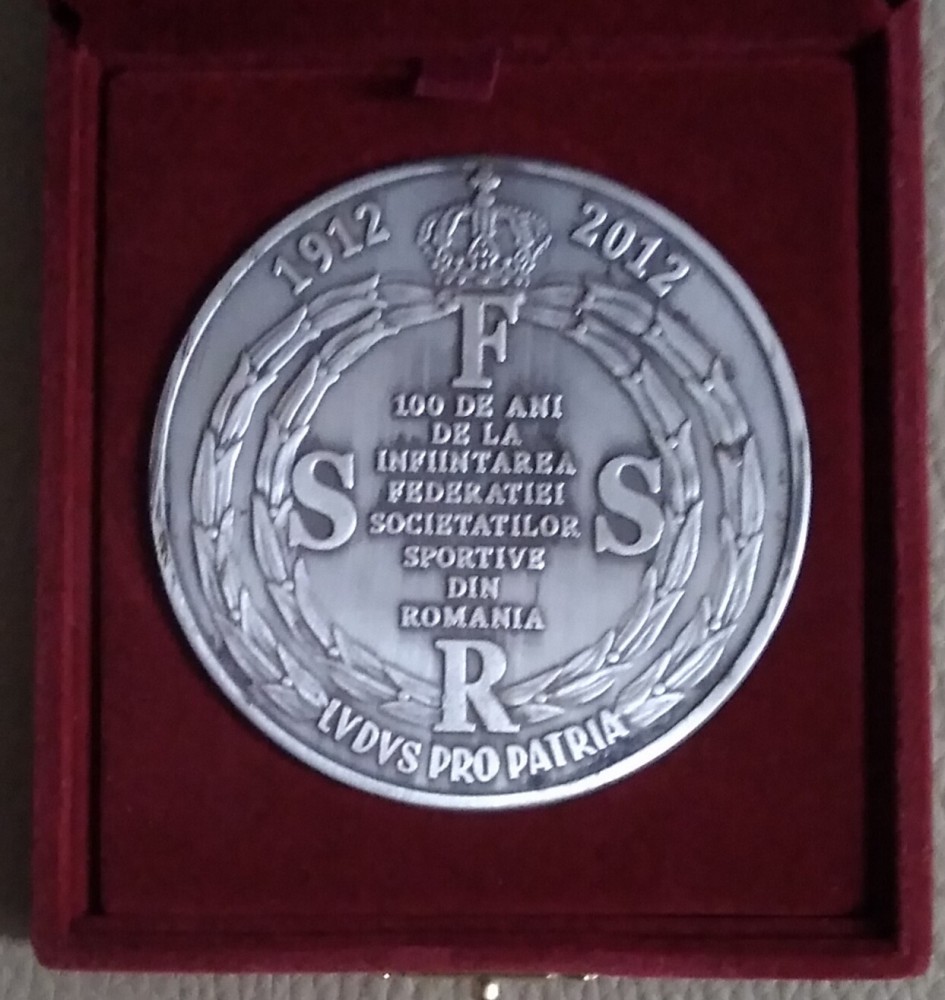 1912 2012
F
100 DE ANI
DE LA
INFIINTAREA
FEDERATIEI
S SOCIETATILOR S
SPORTIVE
DIN
ROMANIA
R
LVDVS PRO PATRIA